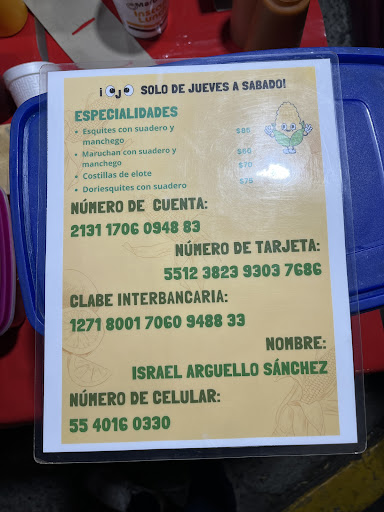 ¡OJO SOLO DE JUEVES A SABADO!
ESPECIALIDADES
• Esquites con suadero y manchego $85
• Maruchan con suadero y manchego $80
• Costillas de elote $70
• Doriesquites con suadero $75
NÚMERO DE CUENTA:
2131 1706 0948 83
NÚMERO DE TARJETA:
5512 3823 9303 7686
CLABE INTERBANCARIA:
1271 8001 7060 9488 33
NOMBRE:
ISRAEL ARGUELLO SÁNCHEZ
NÚMERO DE CELULAR:
55 4016 0330